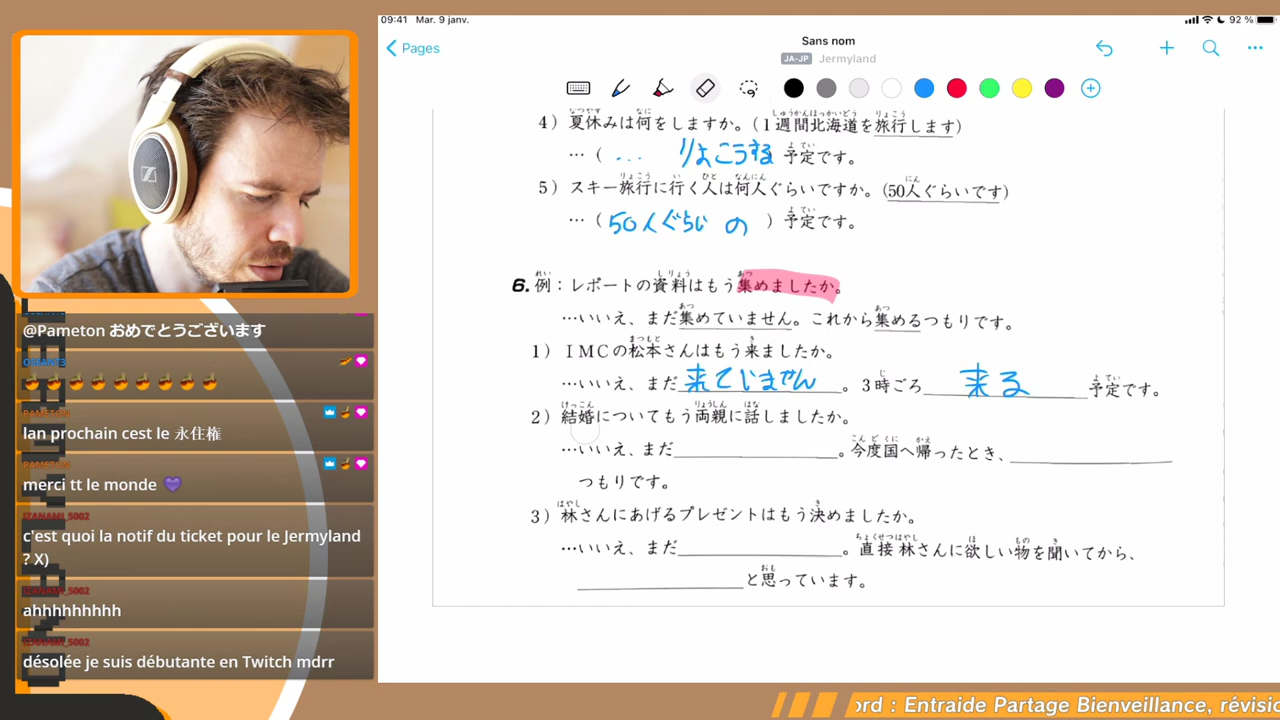 09:41 Mar. 9 janv.
92 %
Pages
Sans nom
JA-JP Jermyland
4）夏休みは何をしますか。（1週間北海道を旅行します）
…（ … りょこうする 予定です。
5）スキー旅行に行く人は何人ぐらいですか。（50人ぐらいです）
…（ 50人ぐらい の ）予定です。
6. 例：レポートの資料はもう集めましたか。
…いいえ、まだ集めていません。これから集めるつもりです。
1）IMCの松本さんはもう来ましたか。
…いいえ、まだ 来ていません 。3時ごろ 来る 予定です。
2）結婚についてもう両親に話しましたか。
…いいえ、まだ 。今度国へ帰ったとき、
つもりです。
3）林さんにあげるプレゼントはもう決めましたか。
…いいえ、まだ 。直接林さんに欲しい物を聞いてから、
と思っています。
@Pameton おめでとうございます
PAMETON
lan prochain cest le 永住権
PAMETON
merci tt le monde 💜
IZANAMI_5002
c'est quoi la notif du ticket pour le Jermyland
? X)
IZANAMI_5002
ahhhhhhhhh
IZANAMI_5002
désolée je suis débutante en Twitch mdrr
ord : Entraide Partage Bienveillance, révisio